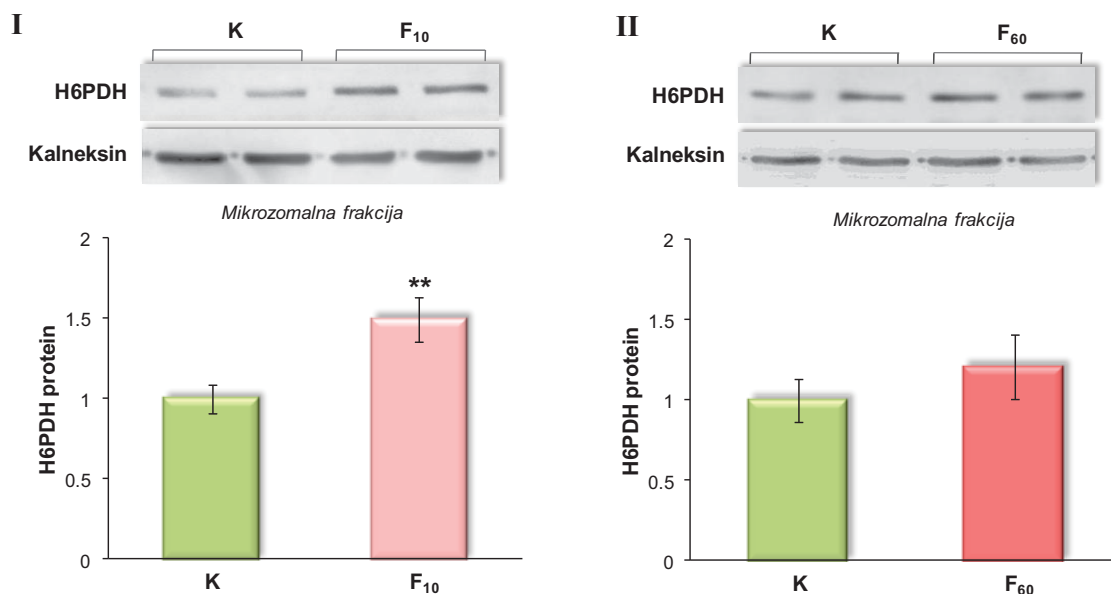 I
K F₁₀
H6PDH
Kalneksin
Mikrozomalna frakcija
2
1.5
1
0.5
0
H6PDH protein
**
K F₁₀
II
K F₆₀
H6PDH
Kalneksin
Mikrozomalna frakcija
2
1.5
1
0.5
0
H6PDH protein
K F₆₀